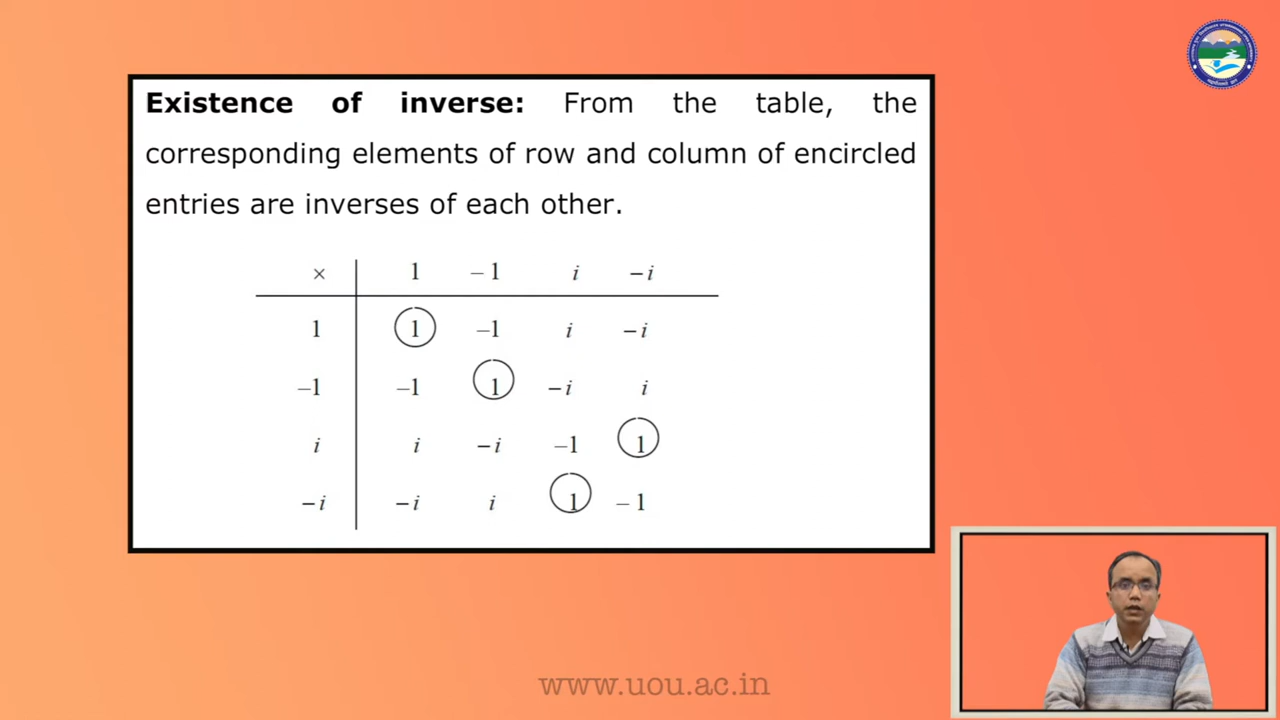 Existence of inverse: From the table, the
corresponding elements of row and column of encircled
entries are inverses of each other.
× 1 –1 i –i
1 1 –1 i –i
–1 –1 1 –i i
i i –i –1 1
–i –i i 1 –1
www.uou.ac.in